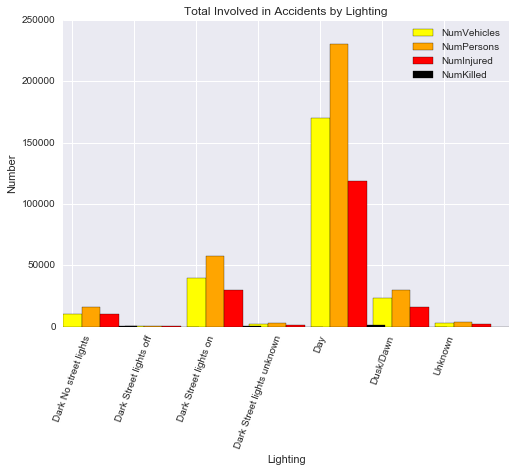 Total Involved in Accidents by Lighting
250000
200000
150000
100000
50000
0
Number
NumVehicles
NumPersons
NumInjured
NumKilled
Dark No street lights
Dark Street lights off
Dark Street lights on
Dark Street lights unknown
Day
Dusk/Dawn
Unknown
Lighting